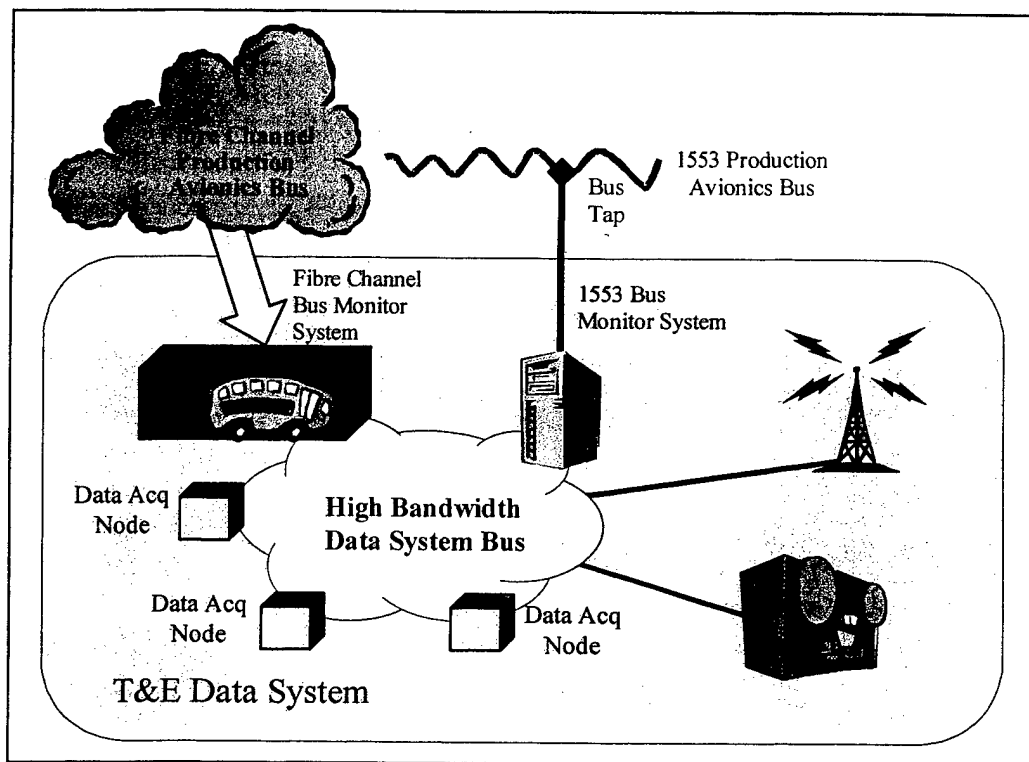 Fibre Channel
Production
Avionics Bus
1553 Production
Avionics Bus
Bus
Tap
Fibre Channel
Bus Monitor
System
1553 Bus
Monitor System
Data Acq
Node
High Bandwidth
Data System Bus
Data Acq
Node
Data Acq
Node
T&E Data System